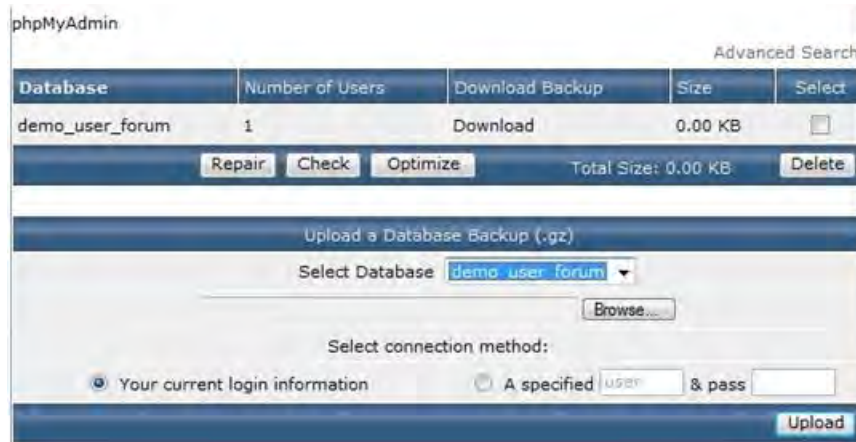 phpMyAdmin
Advanced Search
Database Number of Users Download Backup Size Select
demo_user_forum 1 Download 0.00 KB
Repair Check Optimize Total Size: 0.00 KB Delete
Upload a Database Backup (.gz)
Select Database demo_user_forum
Browse...
Select connection method:
Your current login information A specified user & pass
Upload